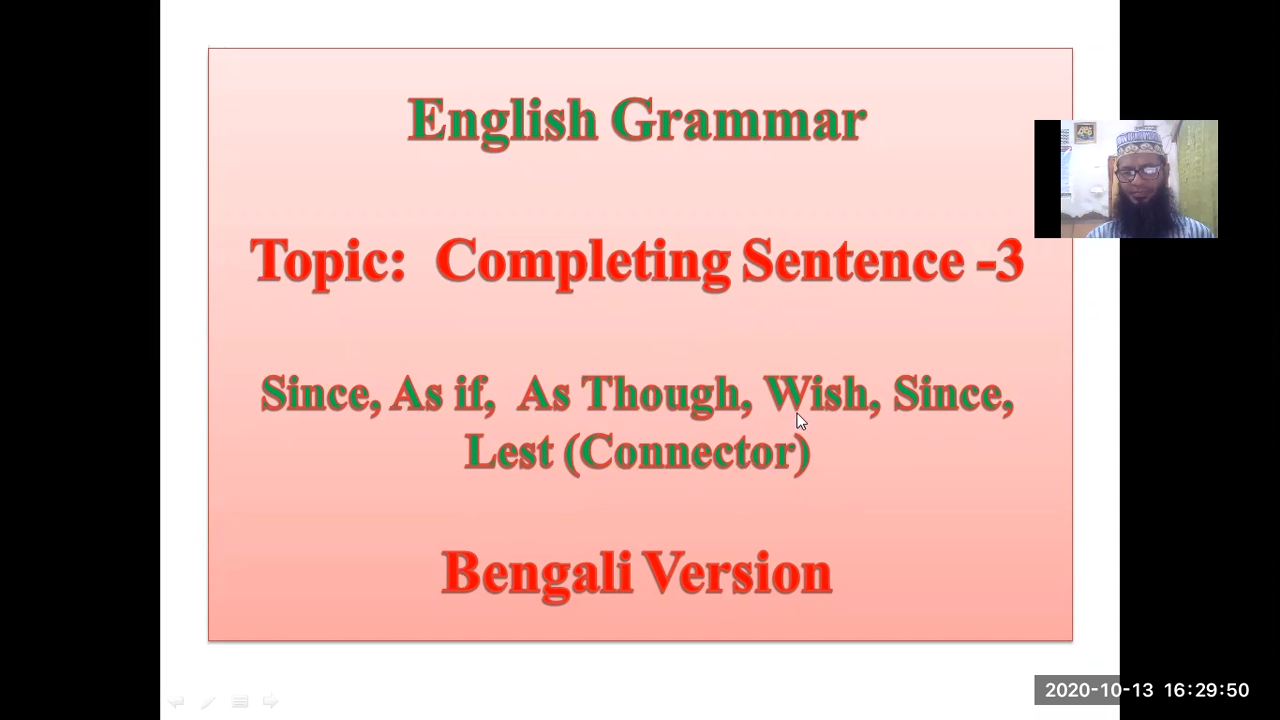 English Grammar
Topic: Completing Sentence -3
Since, As if, As Though, Wish, Since,
Lest (Connector)
Bengali Version
2020-10-13 16:29:50